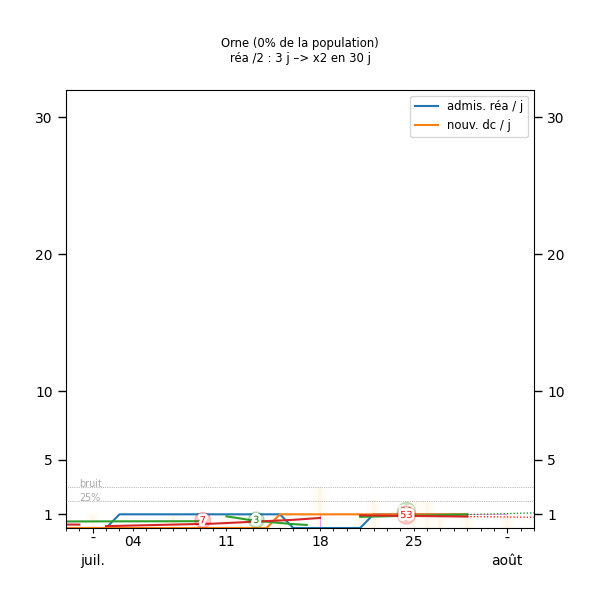 Orne (0% de la population)
réa /2 : 3 j –> x2 en 30 j
admis. réa / j
nouv. dc / j
30 30
20 20
10 10
5 5
bruit
25%
1 7 3 53 1
- 04 11 18 25 -
juil. août